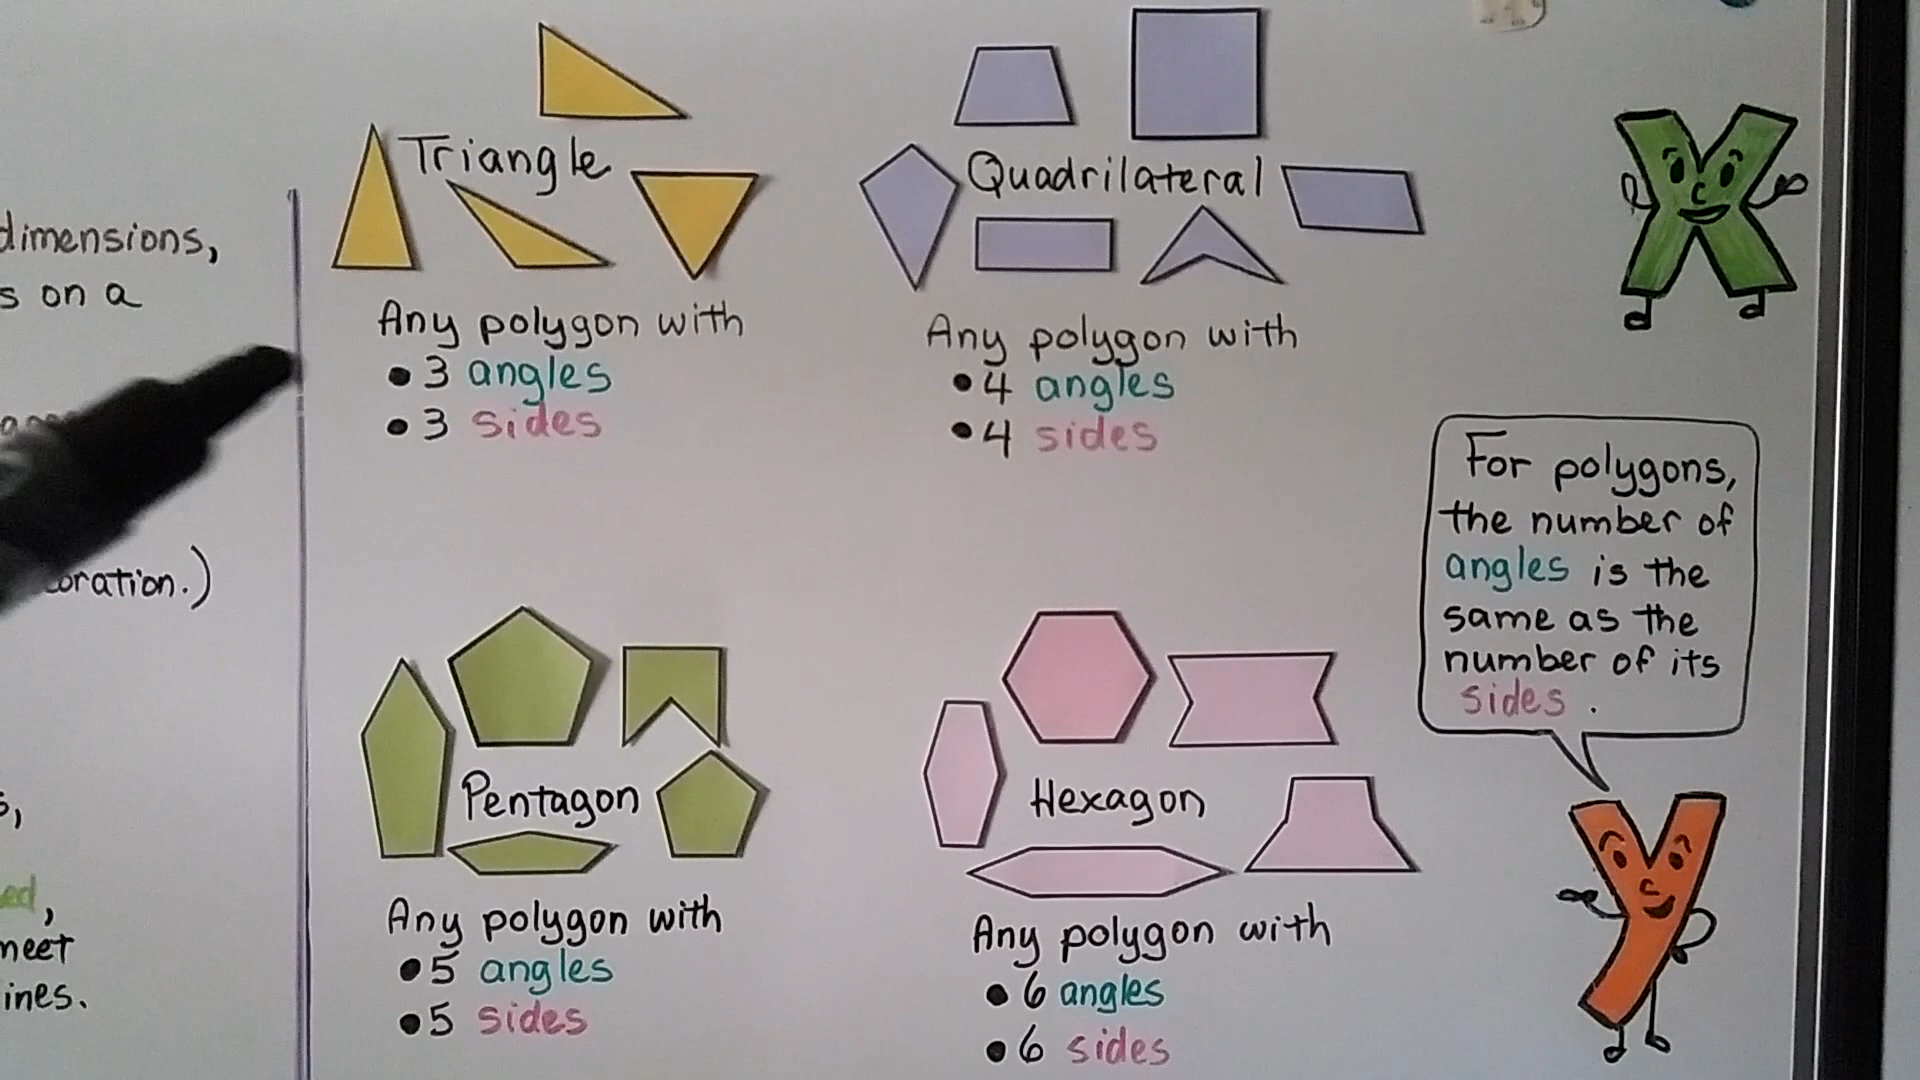 dimensions,
s on a
oration.)
s,
ed,
meet
ines.
Triangle
Any polygon with
• 3 angles
• 3 sides
Quadrilateral
Any polygon with
• 4 angles
• 4 sides
Pentagon
Any polygon with
• 5 angles
• 5 sides
Hexagon
Any polygon with
• 6 angles
• 6 sides
For polygons,
the number of
angles is the
same as the
number of its
sides.